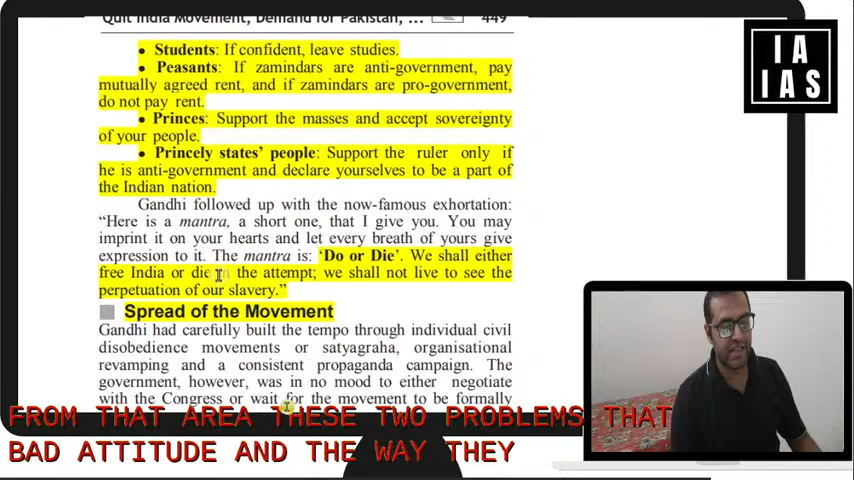 Quit India Movement, Demand for Pakistan, ... 449
• Students: If confident, leave studies.
• Peasants: If zamindars are anti-government, pay
mutually agreed rent, and if zamindars are pro-government,
do not pay rent.
• Princes: Support the masses and accept sovereignty
of your people.
• Princely states' people: Support the ruler only if
he is anti-government and declare yourselves to be a part of
the Indian nation.
Gandhi followed up with the now-famous exhortation:
“Here is a mantra, a short one, that I give you. You may
imprint it on your hearts and let every breath of yours give
expression to it. The mantra is: ‘Do or Die’. We shall either
free India or die in the attempt; we shall not live to see the
perpetuation of our slavery.”
Spread of the Movement
Gandhi had carefully built the tempo through individual civil
disobedience movements or satyagraha, organisational
revamping and a consistent propaganda campaign. The
government, however, was in no mood to either negotiate
with the Congress or wait for the movement to be formally
IA
IAS
FROM THAT AREA THESE TWO PROBLEMS THAT
BAD ATTITUDE AND THE WAY THEY